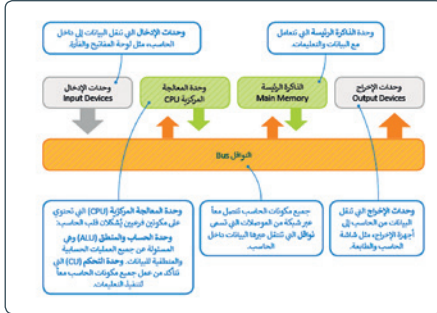 وحدات الإدخال التي تنقل البيانات إلى داخل
الحاسب، مثل لوحة المفاتيح والفأرة.
وحدة الذاكرة الرئيسة التي تتعامل
مع البيانات والتعليمات.
وحدات الإدخال
Input Devices
وحدة المعالجة
المركزية CPU
الذاكرة الرئيسة
Main Memory
وحدات الإخراج
Output Devices
النواقل Bus
وحدة المعالجة المركزية (CPU) التي تحتوي
على مكونين فرعيين يُشكلان قلب الحاسب:
وحدة الحساب والمنطق (ALU) وهي
المسئولة عن جميع العمليات الحسابية
والمنطقية للبيانات. وحدة التحكم (CU) التي
تتأكد من عمل جميع مكونات الحاسب معاً
لتنفيذ التعليمات.
جميع مكونات الحاسب تتصل معاً
عبر شبكة من الموصلات التي تسمى
نواقل التي تنتقل عبرها البيانات داخل
الحاسب.
وحدات الإخراج التي تنقل
البيانات من الحاسب إلى
أجهزة الإخراج، مثل شاشة
الحاسب والطابعة.